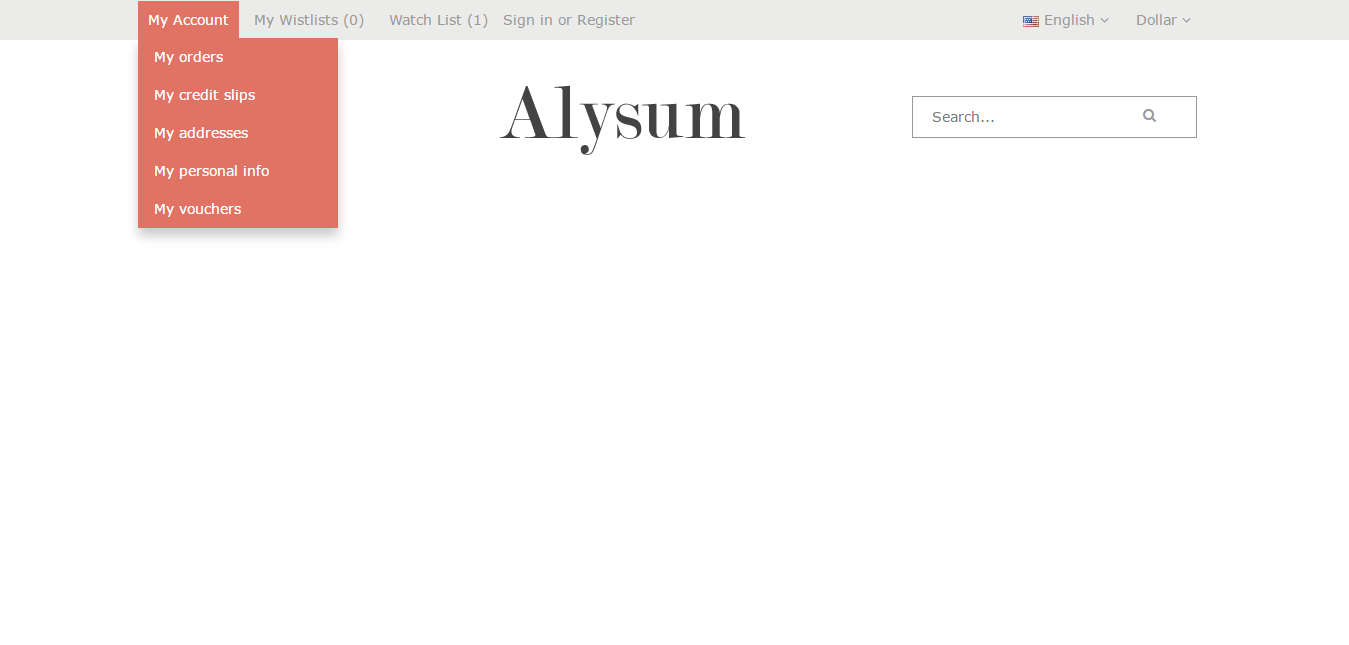 My Account My Wistlists (0) Watch List (1) Sign in or Register English Dollar
My orders
My credit slips
My addresses
My personal info
My vouchers
Alysum
Search...